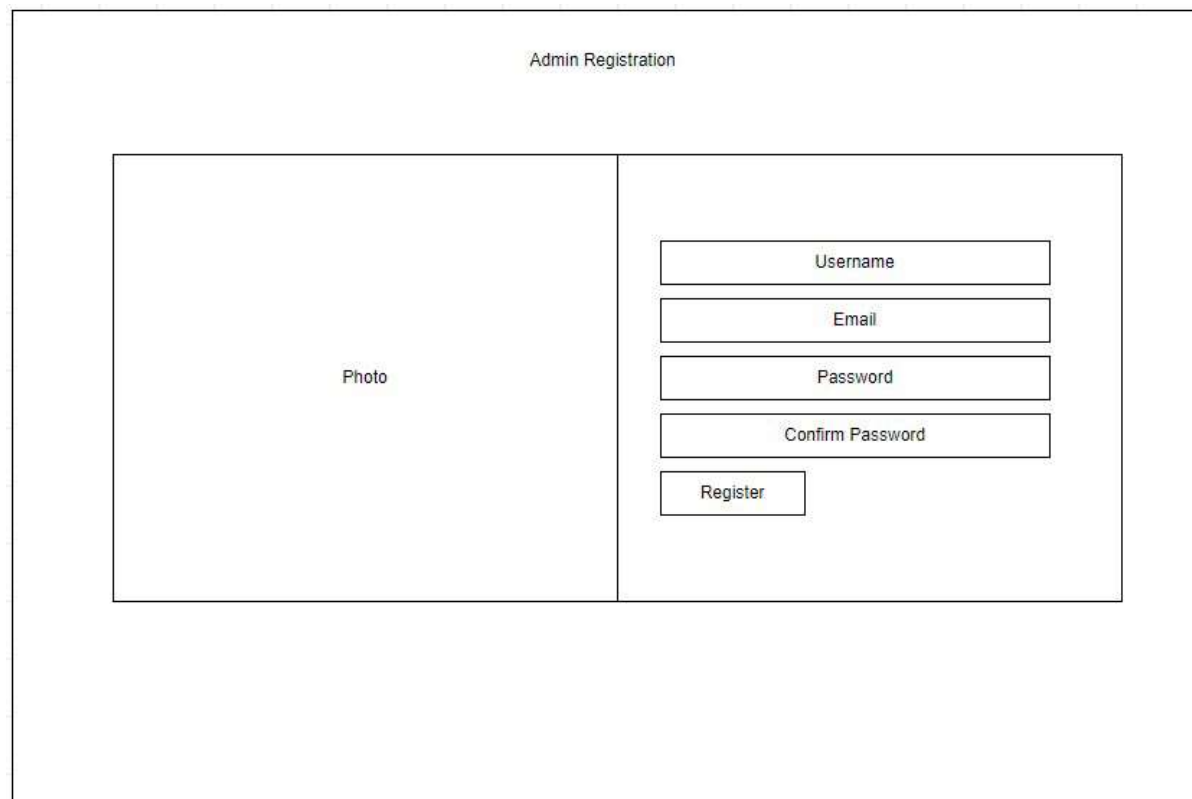 Admin Registration
Photo
Username
Email
Password
Confirm Password
Register